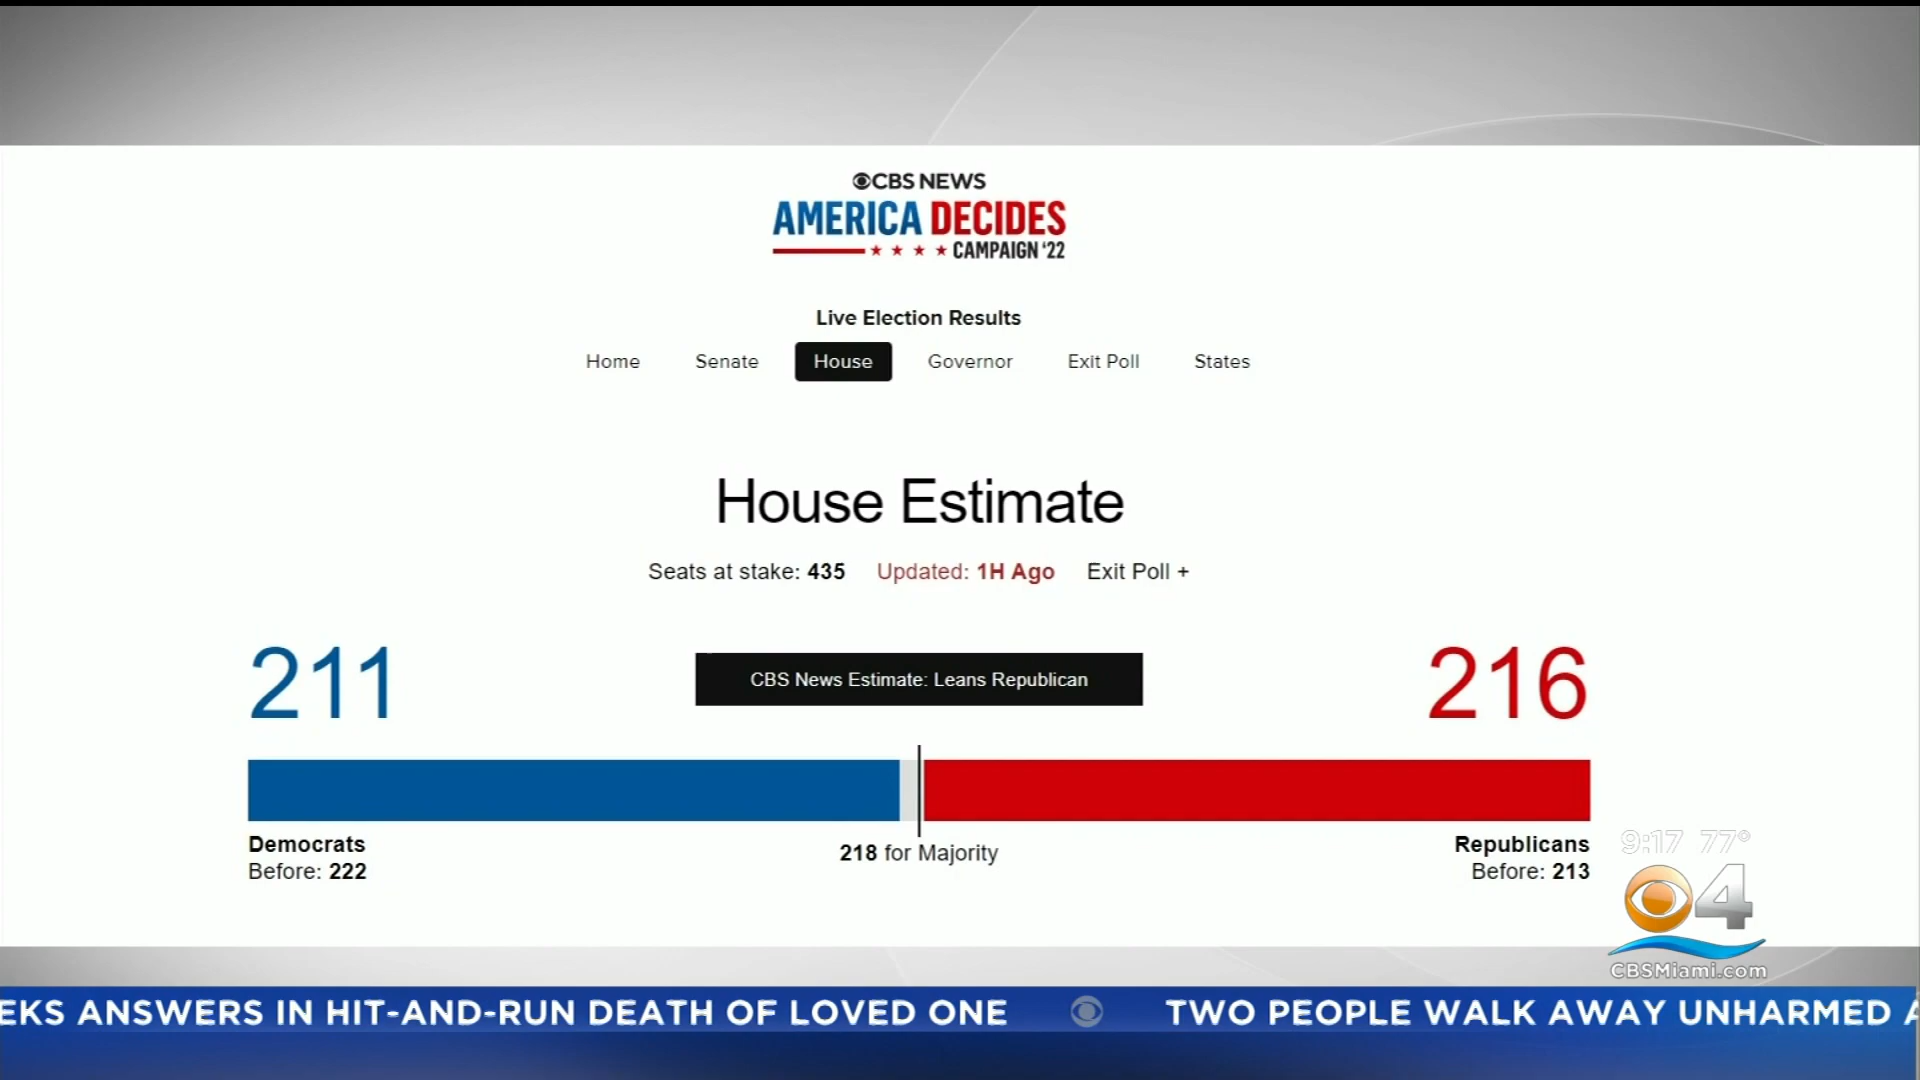 CBS NEWS
AMERICA DECIDES
CAMPAIGN '22
Live Election Results
Home Senate House Governor Exit Poll States
House Estimate
Seats at stake: 435 Updated: 1H Ago Exit Poll +
211 CBS News Estimate: Leans Republican 216
Democrats Republicans
Before: 222 218 for Majority Before: 213
9:17 77°
4
CBSMiami.com
EKS ANSWERS IN HIT-AND-RUN DEATH OF LOVED ONE TWO PEOPLE WALK AWAY UNHARMED A